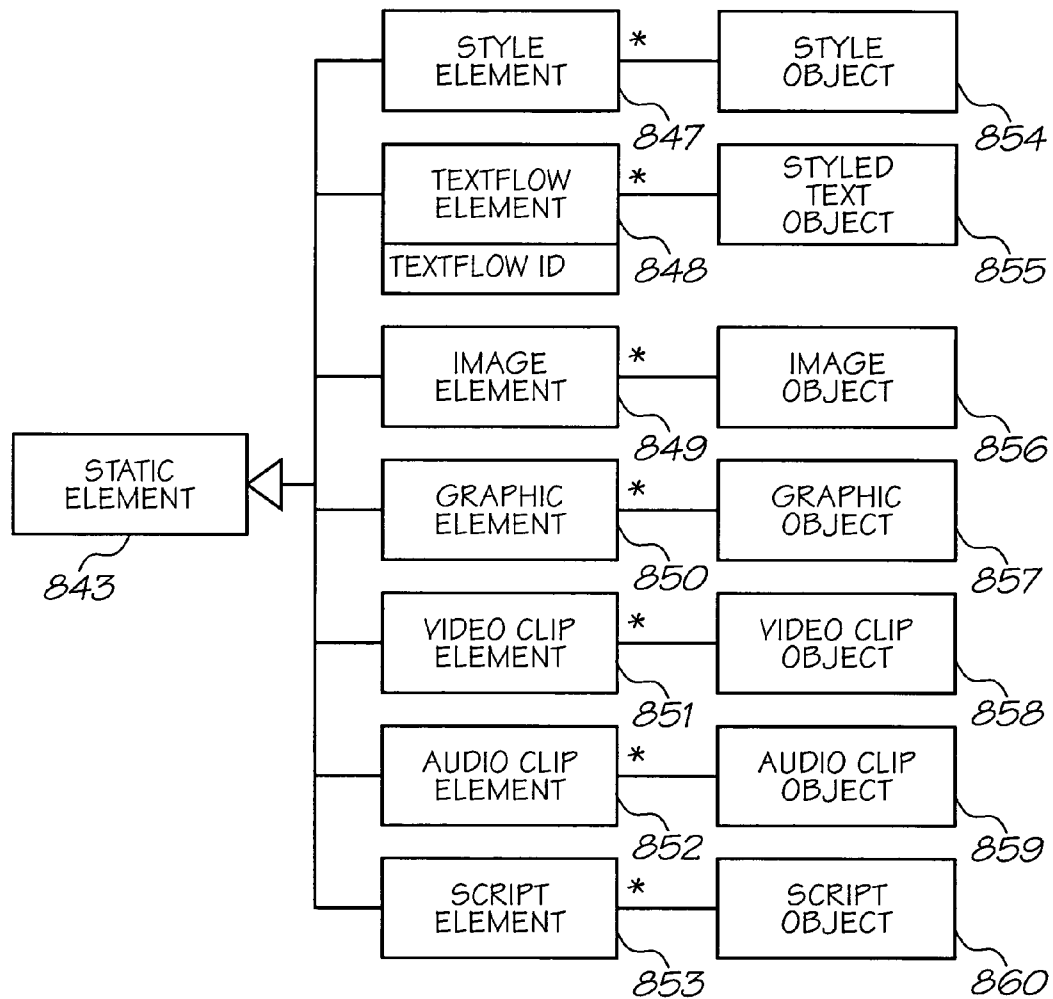 STYLE
ELEMENT
*
STYLE
OBJECT
847
854
TEXTFLOW
ELEMENT
*
STYLED
TEXT
OBJECT
TEXTFLOW ID
848
855
IMAGE
ELEMENT
*
IMAGE
OBJECT
849
856
STATIC
ELEMENT
843
GRAPHIC
ELEMENT
*
GRAPHIC
OBJECT
850
857
VIDEO CLIP
ELEMENT
*
VIDEO CLIP
OBJECT
851
858
AUDIO CLIP
ELEMENT
*
AUDIO CLIP
OBJECT
852
859
SCRIPT
ELEMENT
*
SCRIPT
OBJECT
853
860